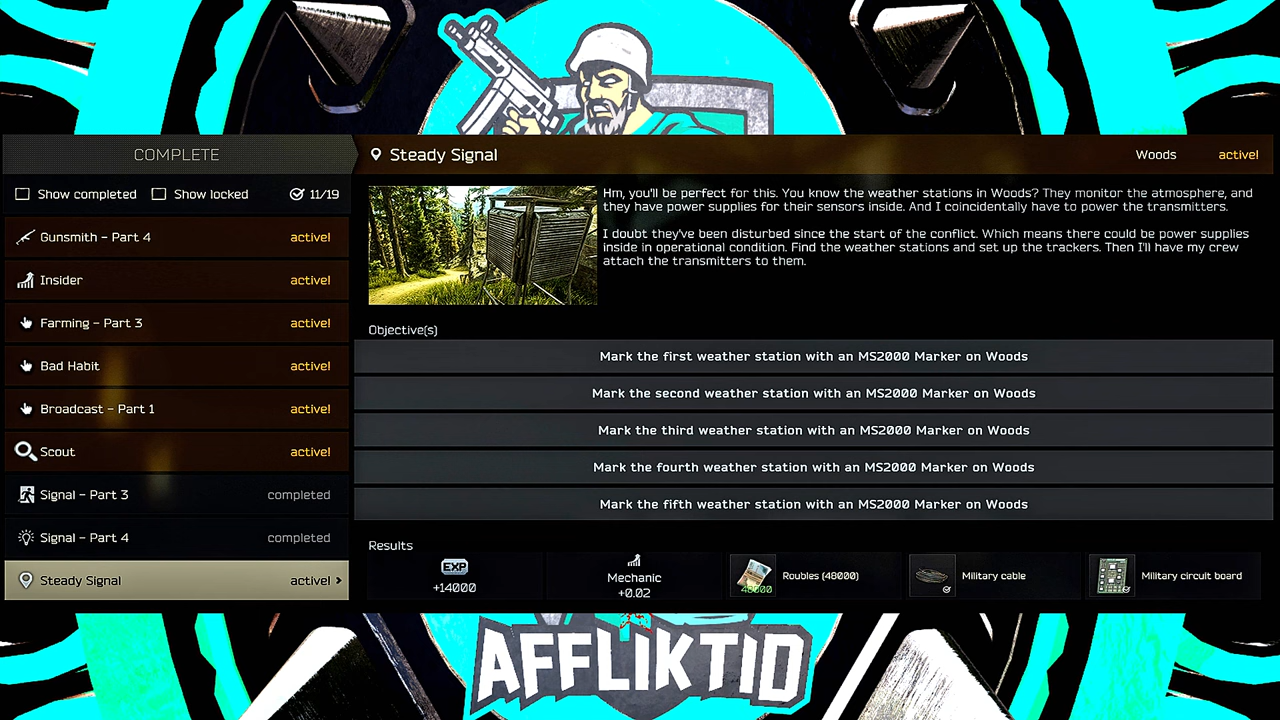 COMPLETE
Show completed
Show locked
11/19
Gunsmith - Part 4
active!
Insider
active!
Farming - Part 3
active!
Bad Habit
active!
Broadcast - Part 1
active!
Scout
active!
Signal - Part 3
completed
Signal - Part 4
completed
Steady Signal
active! >
Steady Signal
Woods
active!
Hm, you'll be perfect for this. You know the weather stations in Woods? They monitor the atmosphere, and
they have power supplies for their sensors inside. And I coincidentally have to power the transmitters.
I doubt they've been disturbed since the start of the conflict. Which means there could be power supplies
inside in operational condition. Find the weather stations and set up the trackers. Then I'll have my crew
attach the transmitters to them.
Objective(s)
Mark the first weather station with an MS2000 Marker on Woods
Mark the second weather station with an MS2000 Marker on Woods
Mark the third weather station with an MS2000 Marker on Woods
Mark the fourth weather station with an MS2000 Marker on Woods
Mark the fifth weather station with an MS2000 Marker on Woods
Results
EXP
+14000
Mechanic
+0.02
48000
Roubles (48000)
Military cable
Military circuit board
AFFLIKTID